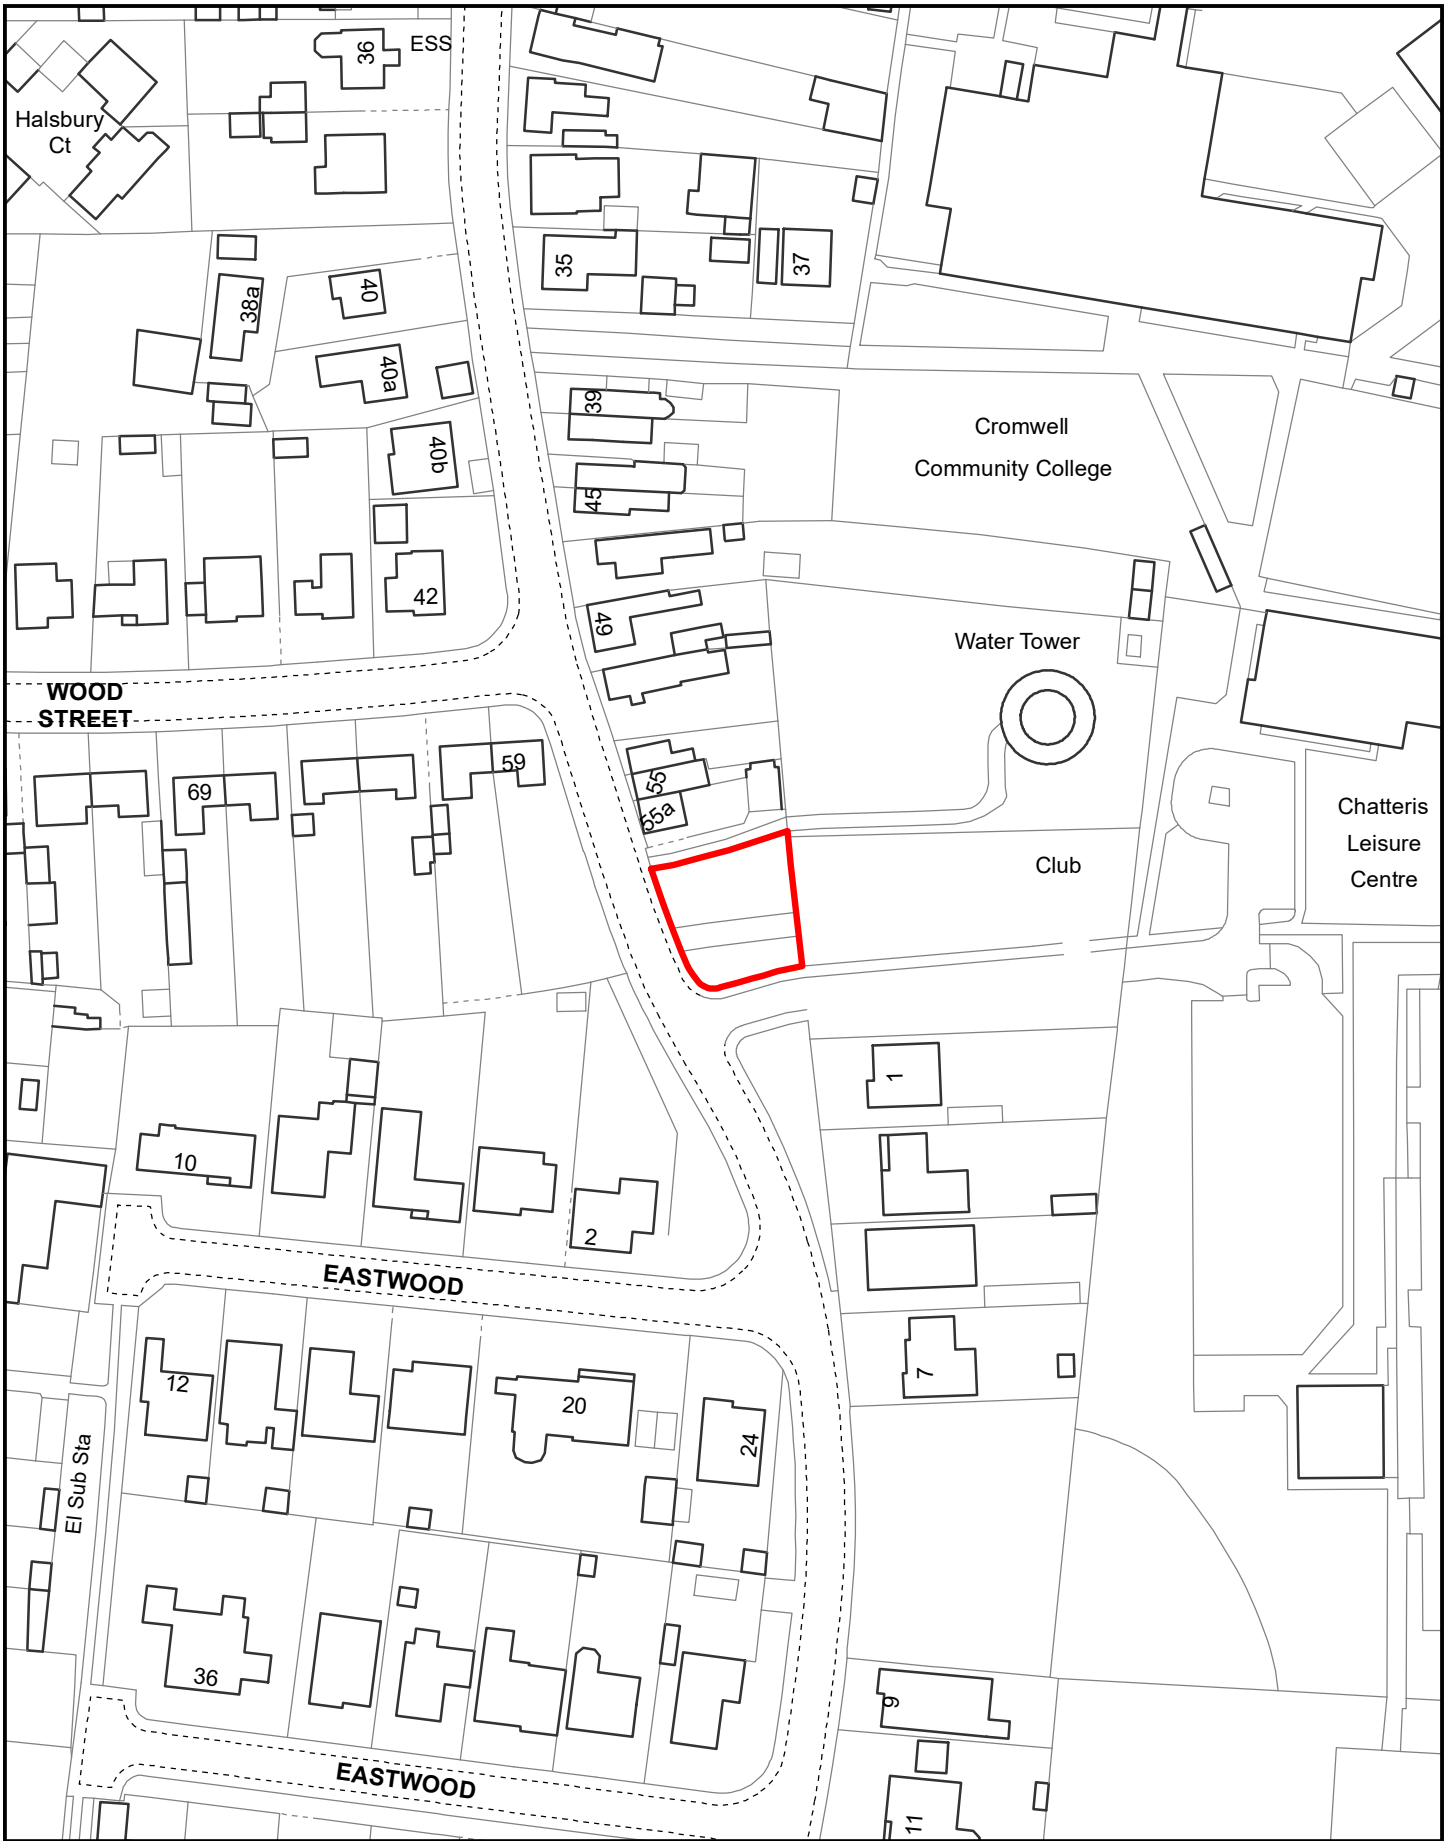 36
ESS
Halsbury
Ct
35
37
38a
40
40a
39
Cromwell
Community College
40b
45
42
49
Water Tower
WOOD
STREET
59
69
55
55a
Chatteris
Leisure
Centre
Club
1
10
2
EASTWOOD
7
12
20
24
El Sub Sta
36
9
EASTWOOD
11